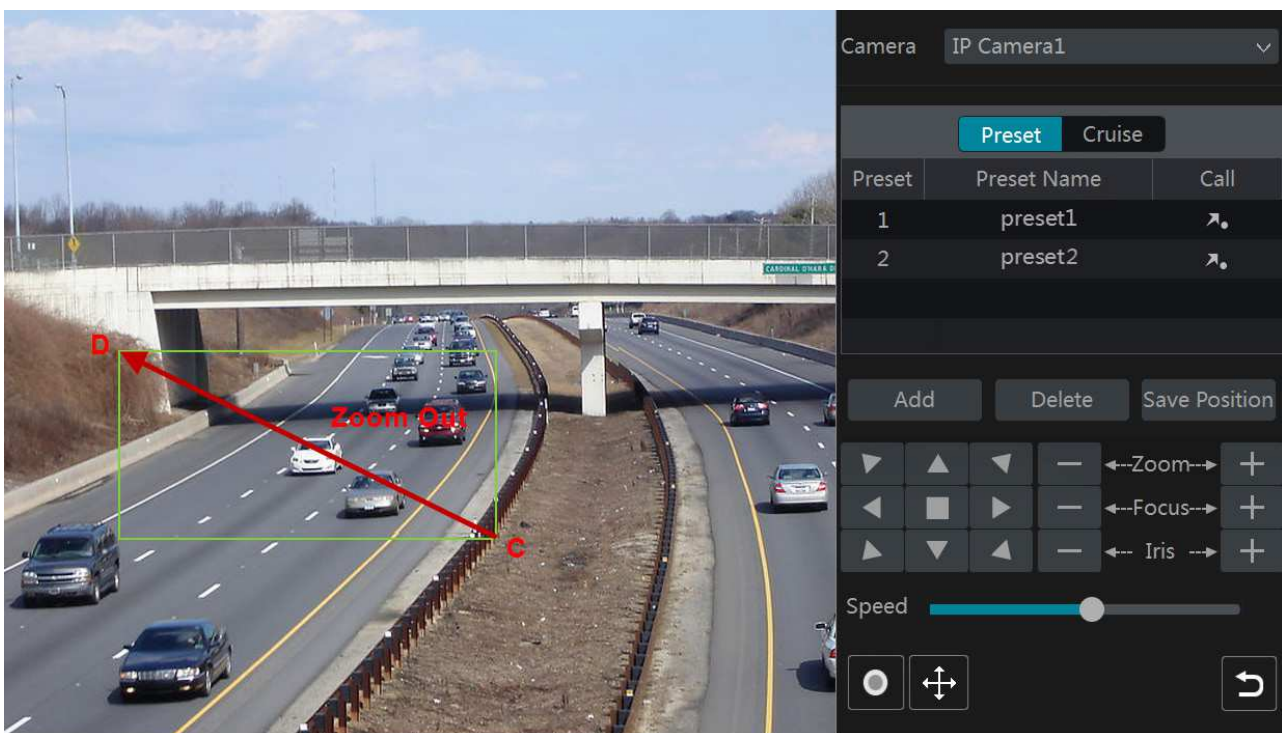 Camera IP Camera1
Preset Cruise
Preset Preset Name Call
1 preset1
2 preset2
Add Delete Save Position
Zoom
Focus
Iris
Speed
CARDINAL O'HARA
D
Zoom Out
C